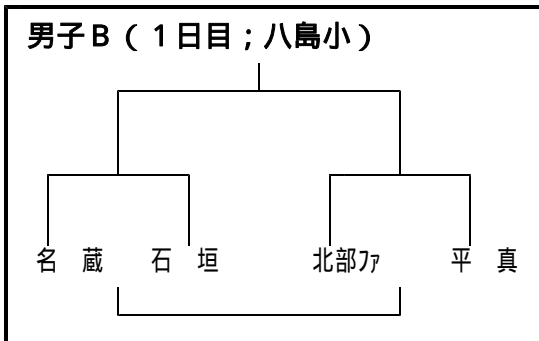 男子B（1日目；八島小）
名　蔵　石　垣　北部ﾌｧ　平　真